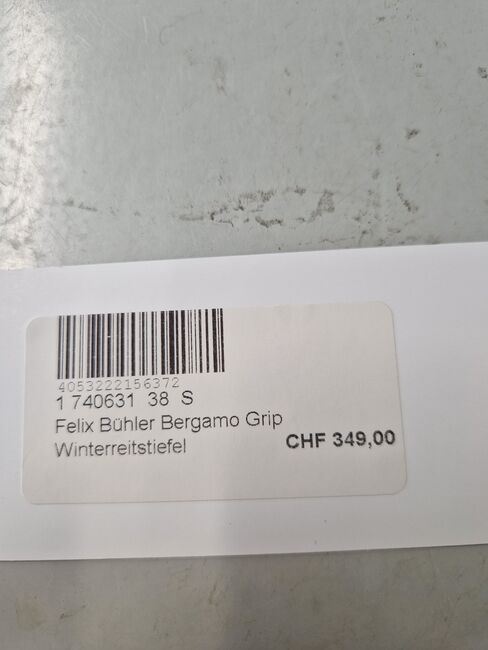 4053222156372
1 740631 38 S
Felix Bühler Bergamo Grip
Winterreitstiefel
CHF 349,00